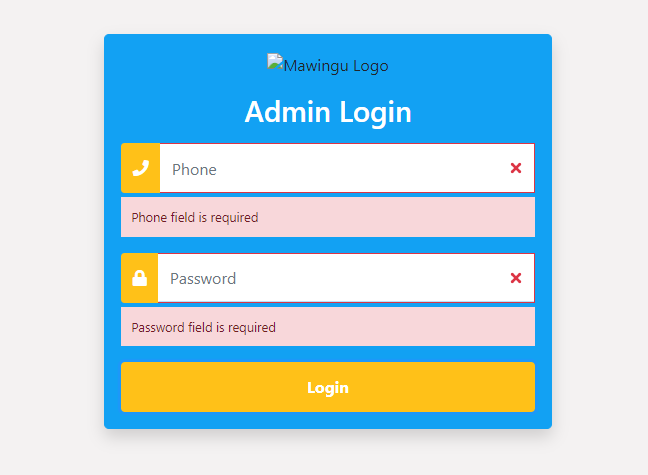 Mawingu Logo
Admin Login
Phone
Phone field is required
Password
Password field is required
Login